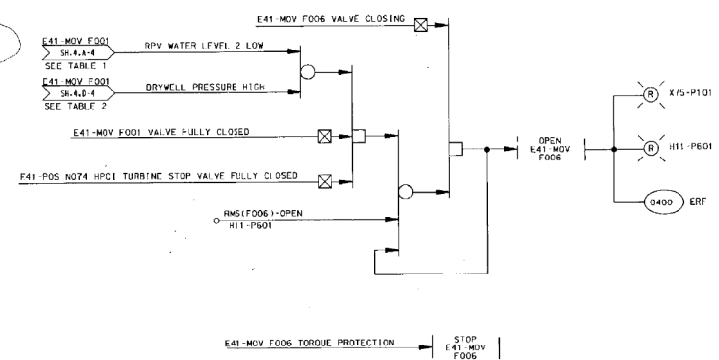 E41-MOV F006 VALVE CLOSING
E41-MOV F001
SH.4.A-4
SEE TABLE 1
RPV WATER LEVEL 2 LOW
E41-MOV F001
SH.4.D-4
SEE TABLE 2
DRYWELL PRESSURE HIGH
E41-MOV F001 VALVE FULLY CLOSED
E41-POS N074 HPCI TURBINE STOP VALVE FULLY CLOSED
RMS(F006)-OPEN
H11-P601
OPEN
E41-MOV
F006
R X75-P101
R H11-P601
0400 ERF
E41-MOV F006 TORQUE PROTECTION
STOP
E41-MOV
F006